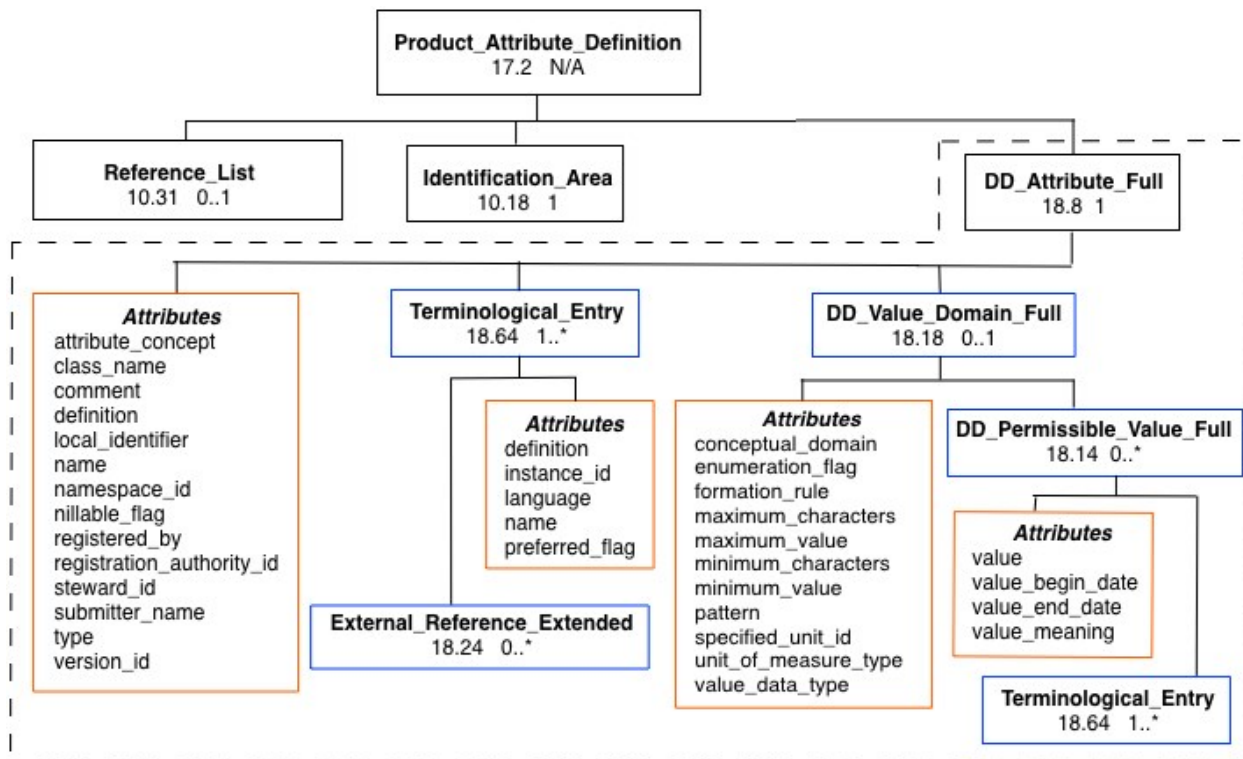 Product_Attribute_Definition
17.2 N/A
Reference_List
10.31 0..1
Identification_Area
10.18 1
DD_Attribute_Full
18.8 1
Attributes
attribute_concept
class_name
comment
definition
local_identifier
name
namespace_id
nillable_flag
registered_by
registration_authority_id
steward_id
submitter_name
type
version_id
Terminological_Entry
18.64 1..*
Attributes
definition
instance_id
language
name
preferred_flag
External_Reference_Extended
18.24 0..*
DD_Value_Domain_Full
18.18 0..1
Attributes
conceptual_domain
enumeration_flag
formation_rule
maximum_characters
maximum_value
minimum_characters
minimum_value
pattern
specified_unit_id
unit_of_measure_type
value_data_type
DD_Permissible_Value_Full
18.14 0..*
Attributes
value
value_begin_date
value_end_date
value_meaning
Terminological_Entry
18.64 1..*